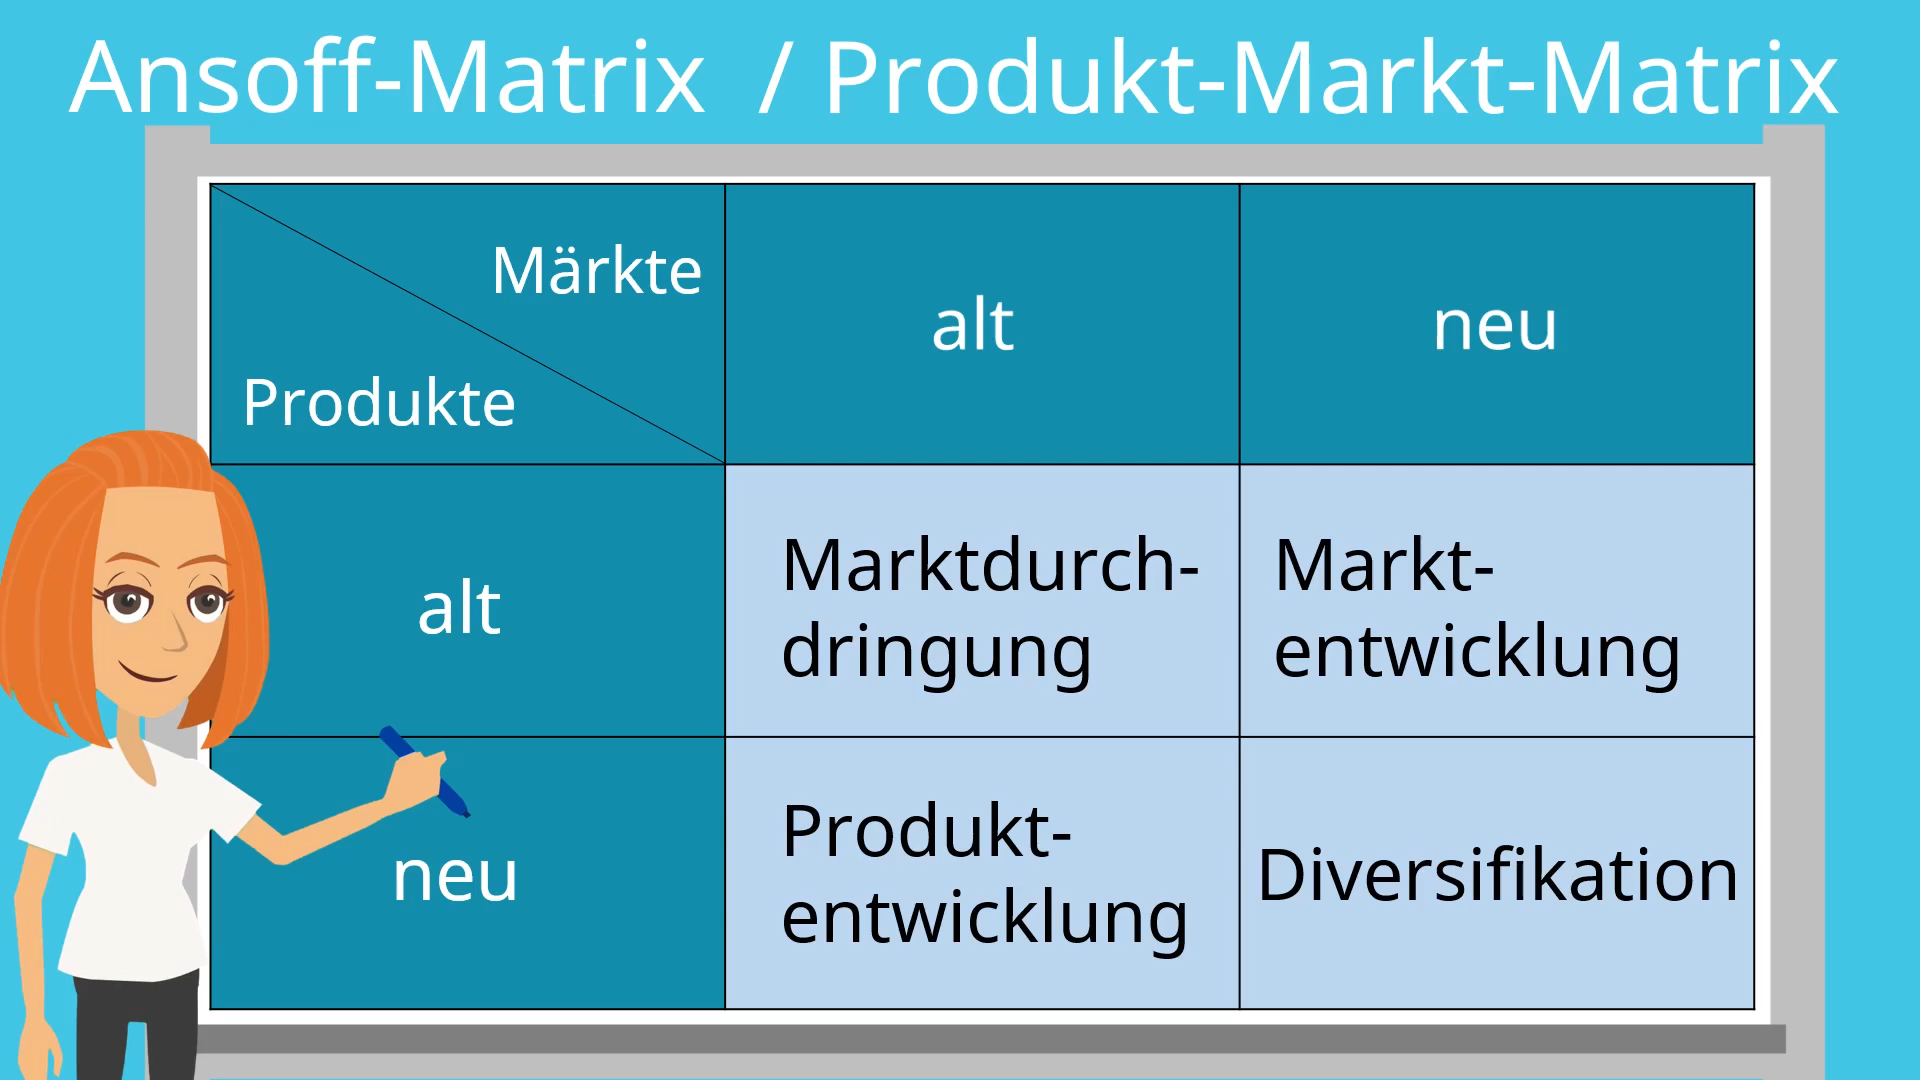 Ansoff-Matrix / Produkt-Markt-Matrix
Märkte
Produkte
alt
neu
alt
Marktdurch-
dringung
Markt-
entwicklung
neu
Produkt-
entwicklung
Diversifikation